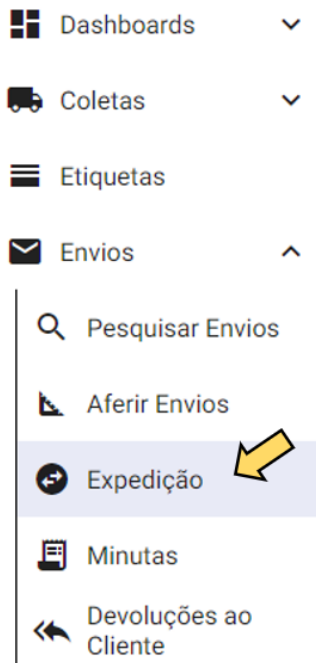 Dashboards
Coletas
Etiquetas
Envios
Pesquisar Envios
Aferir Envios
Expedição
Minutas
Devoluções ao
Cliente